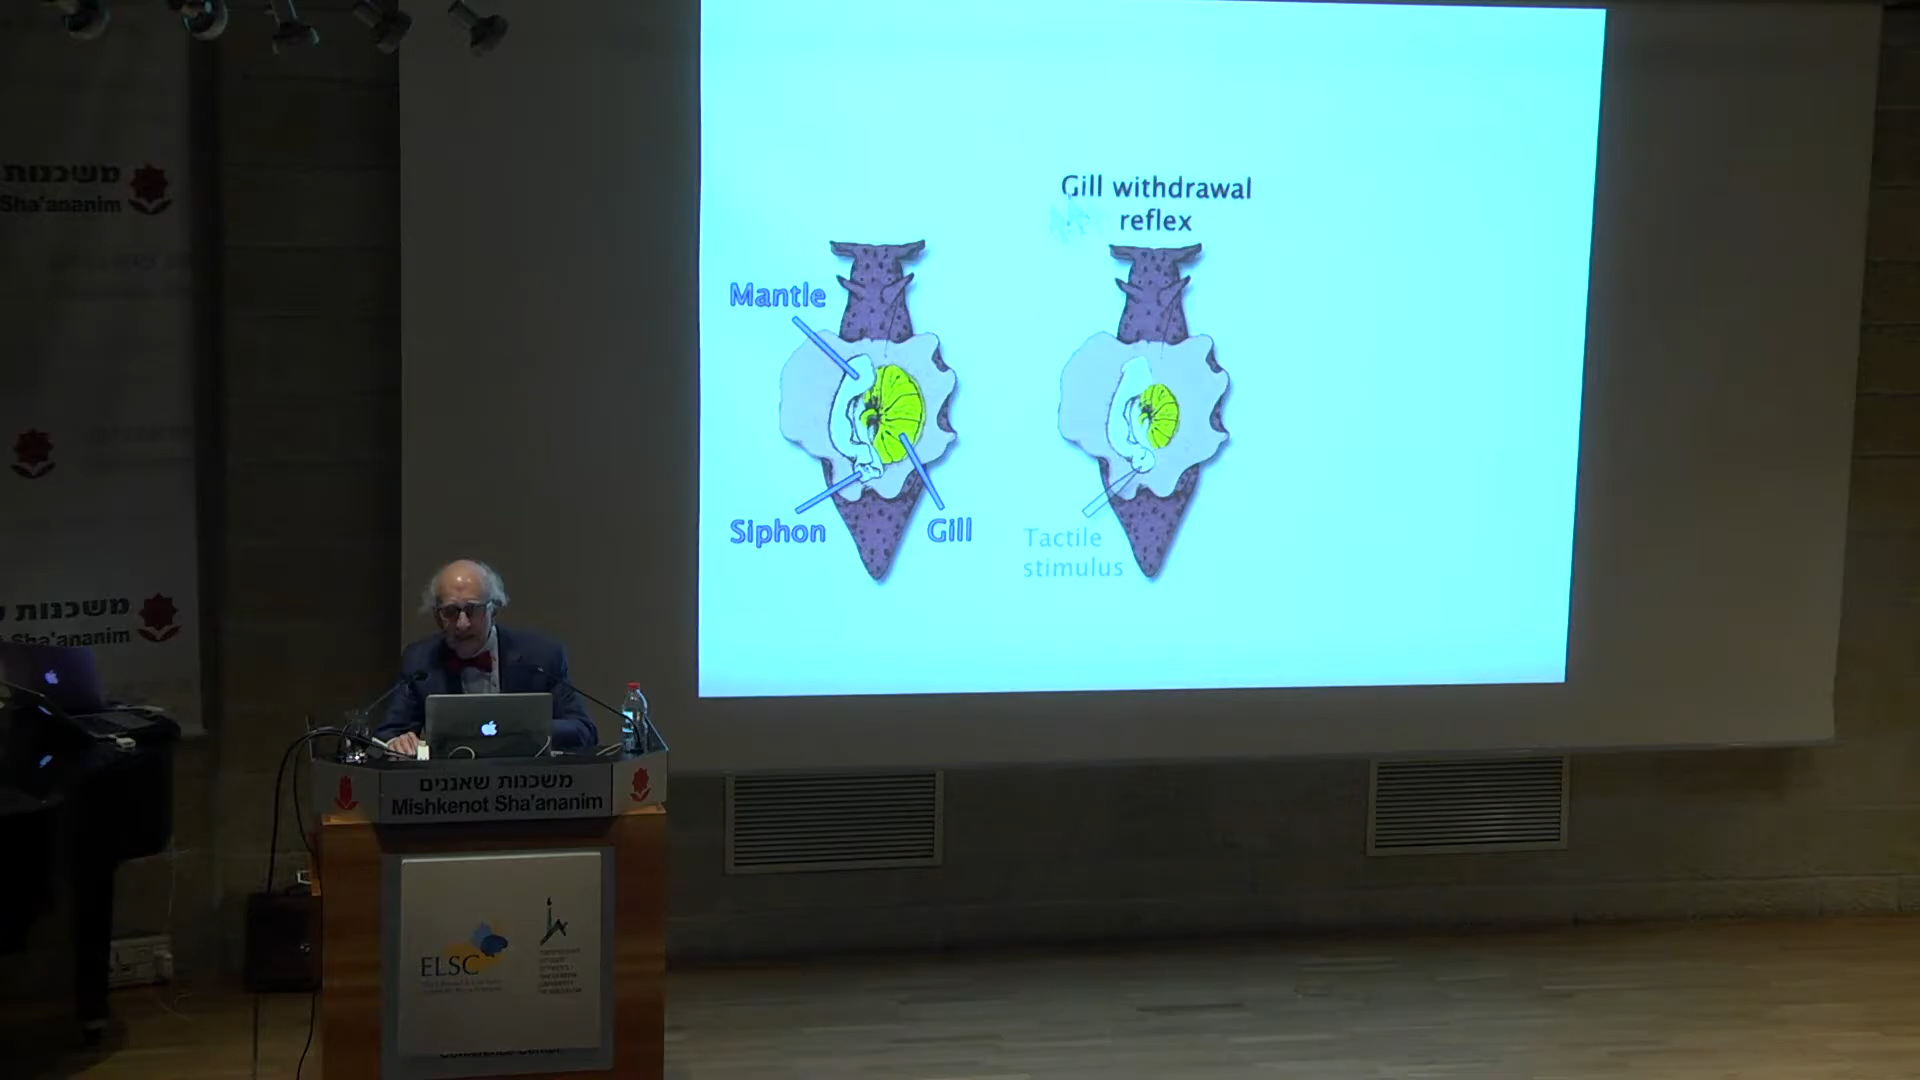 משכנות
Sha'ananim
משכנות
Sha'ananim
Gill withdrawal
reflex
Mantle
Siphon
Gill
Tactile
stimulus
משכנות שאננים
Mishkenot Sha'ananim
ELSC